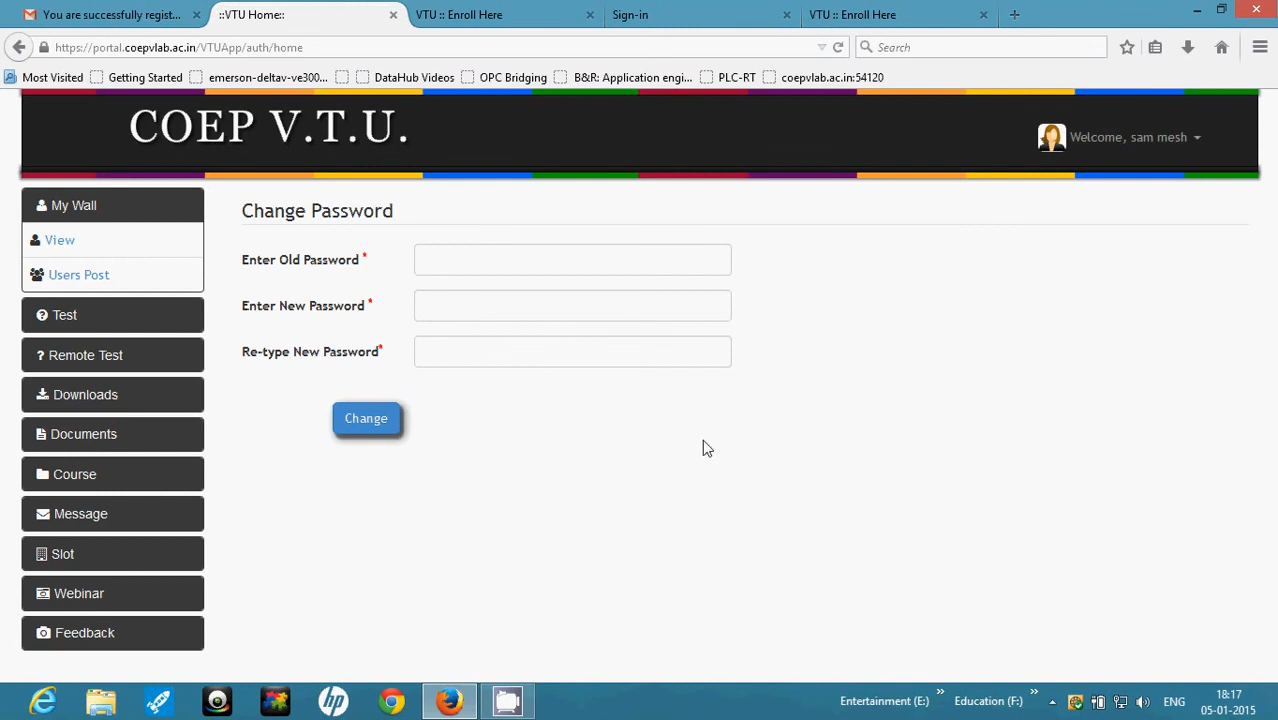 You are successfully regist...
::VTU Home::
VTU :: Enroll Here
Sign-in
VTU :: Enroll Here
https://portal.coepvlab.ac.in/VTUApp/auth/home
Search
Most Visited
Getting Started
emerson-deltav-ve300...
DataHub Videos
OPC Bridging
B&R: Application engi...
PLC-RT
coepvlab.ac.in:54120
COEP V.T.U.
Welcome, sam mesh
My Wall
View
Users Post
Test
Remote Test
Downloads
Documents
Course
Message
Slot
Webinar
Feedback
Change Password
Enter Old Password *
Enter New Password *
Re-type New Password*
Change
hp
Entertainment (E:)
Education (F:)
ENG
18:17
05-01-2015